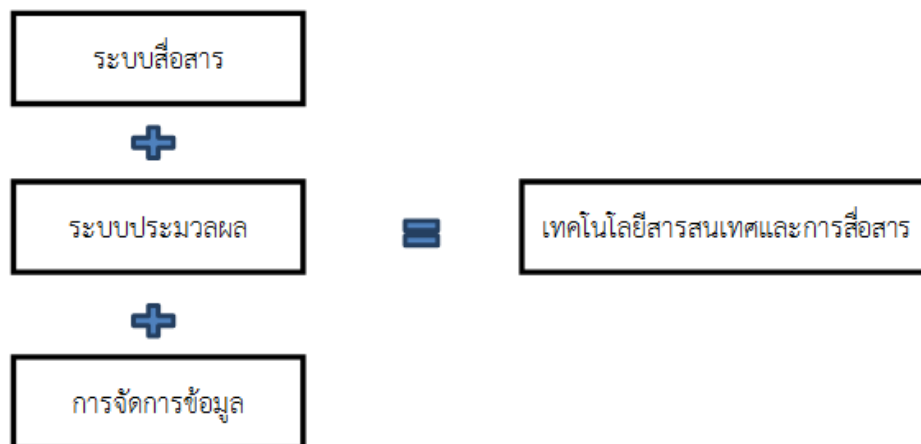 ระบบสื่อสาร
ระบบประมวลผล
เทคโนโลยีสารสนเทศและการสื่อสาร
การจัดการข้อมูล